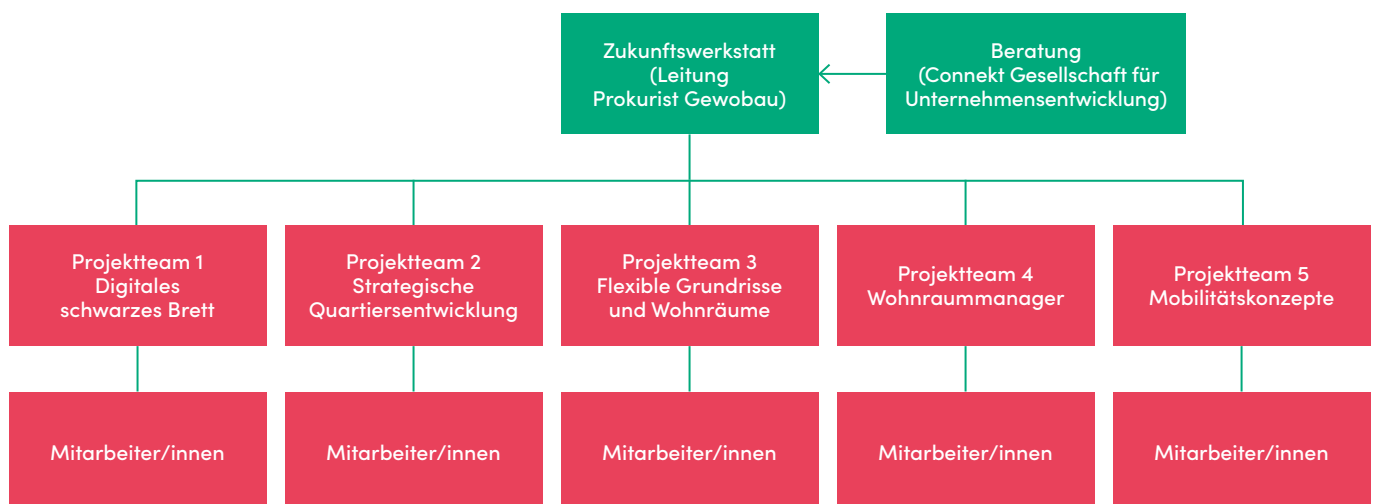 Zukunftswerkstatt
(Leitung
Prokurist Gewobau)
Beratung
(Connekt Gesellschaft für
Unternehmensentwicklung)
Projektteam 1
Digitales
schwarzes Brett
Projektteam 2
Strategische
Quartiersentwicklung
Projektteam 3
Flexible Grundrisse
und Wohnräume
Projektteam 4
Wohnraummanager
Projektteam 5
Mobilitätskonzepte
Mitarbeiter/innen
Mitarbeiter/innen
Mitarbeiter/innen
Mitarbeiter/innen
Mitarbeiter/innen